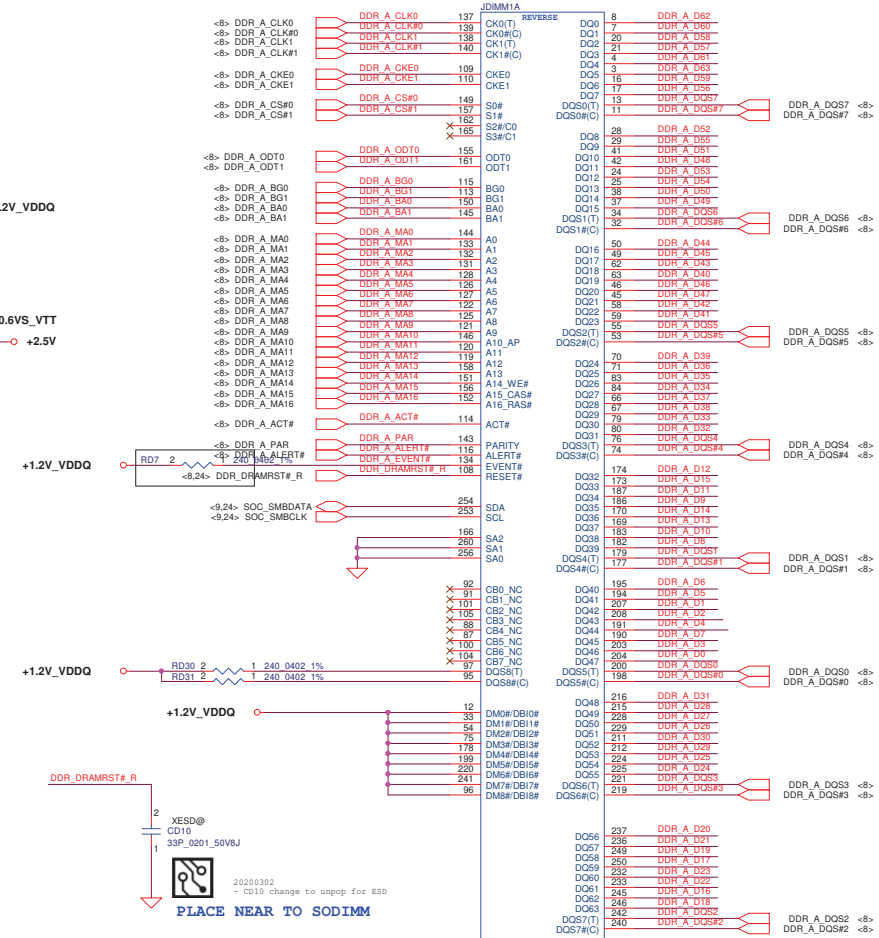 JDIMM1A
REVERSE
<8> DDR_A_CLK0 DDR_A_CLK0 137 CK0(T)
<8> DDR_A_CLK#0 DDR_A_CLK#0 139 CK0#(C)
<8> DDR_A_CLK1 DDR_A_CLK1 138 CK1(T)
<8> DDR_A_CLK#1 DDR_A_CLK#1 140 CK1#(C)
<8> DDR_A_CKE0 DDR_A_CKE0 109 CKE0
<8> DDR_A_CKE1 DDR_A_CKE1 110 CKE1
<8> DDR_A_CS#0 DDR_A_CS#0 149 S0#
<8> DDR_A_CS#1 DDR_A_CS#1 157 S1#
162 S2#/C0
165 S3#/C1
<8> DDR_A_ODT0 DDR_A_ODT0 155 ODT0
<8> DDR_A_ODT1 DDR_A_ODT1 161 ODT1
<8> DDR_A_BG0 DDR_A_BG0 115 BG0
<8> DDR_A_BG1 DDR_A_BG1 113 BG1
<8> DDR_A_BA0 DDR_A_BA0 150 BA0
<8> DDR_A_BA1 DDR_A_BA1 145 BA1
.2V_VDDQ
<8> DDR_A_MA0 DDR_A_MA0 144 A0
<8> DDR_A_MA1 DDR_A_MA1 133 A1
<8> DDR_A_MA2 DDR_A_MA2 132 A2
<8> DDR_A_MA3 DDR_A_MA3 131 A3
<8> DDR_A_MA4 DDR_A_MA4 128 A4
<8> DDR_A_MA5 DDR_A_MA5 126 A5
<8> DDR_A_MA6 DDR_A_MA6 127 A6
<8> DDR_A_MA7 DDR_A_MA7 122 A7
<8> DDR_A_MA8 DDR_A_MA8 125 A8
<8> DDR_A_MA9 DDR_A_MA9 121 A9
<8> DDR_A_MA10 DDR_A_MA10 146 A10_AP
<8> DDR_A_MA11 DDR_A_MA11 120 A11
<8> DDR_A_MA12 DDR_A_MA12 119 A12
<8> DDR_A_MA13 DDR_A_MA13 158 A13
<8> DDR_A_MA14 DDR_A_MA14 151 A14_WE#
<8> DDR_A_MA15 DDR_A_MA15 156 A15_CAS#
<8> DDR_A_MA16 DDR_A_MA16 152 A16_RAS#
0.6VS_VTT
+2.5V
<8> DDR_A_ACT# DDR_A_ACT# 114 ACT#
<8> DDR_A_PAR DDR_A_PAR 143 PARITY
<8> DDR_A_ALERT# DDR_A_ALERT# 116 ALERT#
+1.2V_VDDQ RD7 2 1 240_0402_1% DDR_A_EVENT# 134 EVENT#
<8,24> DDR_DRAMRST#_R DDR_DRAMRST#_R 108 RESET#
<9,24> SOC_SMBDATA 254 SDA
<9,24> SOC_SMBCLK 253 SCL
166 SA2
260 SA1
256 SA0
92 CB0_NC
91 CB1_NC
101 CB2_NC
105 CB3_NC
88 CB4_NC
87 CB5_NC
100 CB6_NC
104 CB7_NC
+1.2V_VDDQ RD30 2 1 240_0402_1% 97 DQS8(T)
RD31 2 1 240_0402_1% 95 DQS8#(C)
+1.2V_VDDQ 12 DM0#/DBI0#
33 DM1#/DBI1#
54 DM2#/DBI2#
75 DM3#/DBI3#
178 DM4#/DBI4#
199 DM5#/DBI5#
220 DM6#/DBI6#
241 DM7#/DBI7#
96 DM8#/DBI8#
DQ0 8 DDR_A_D62
DQ1 7 DDR_A_D60
DQ2 20 DDR_A_D58
DQ3 21 DDR_A_D57
DQ4 4 DDR_A_D61
DQ5 3 DDR_A_D63
DQ6 16 DDR_A_D59
DQ7 17 DDR_A_D56
DQS0(T) 13 DDR_A_DQS7 DDR_A_DQS7 <8>
DQS0#(C) 11 DDR_A_DQS#7 DDR_A_DQS#7 <8>
DQ8 28 DDR_A_D52
DQ9 29 DDR_A_D55
DQ10 41 DDR_A_D51
DQ11 42 DDR_A_D48
DQ12 24 DDR_A_D53
DQ13 25 DDR_A_D54
DQ14 38 DDR_A_D50
DQ15 37 DDR_A_D49
DQS1(T) 34 DDR_A_DQS6 DDR_A_DQS6 <8>
DQS1#(C) 32 DDR_A_DQS#6 DDR_A_DQS#6 <8>
DQ16 50 DDR_A_D44
DQ17 49 DDR_A_D45
DQ18 62 DDR_A_D43
DQ19 63 DDR_A_D40
DQ20 46 DDR_A_D46
DQ21 45 DDR_A_D47
DQ22 58 DDR_A_D42
DQ23 59 DDR_A_D41
DQS2(T) 55 DDR_A_DQS5 DDR_A_DQS5 <8>
DQS2#(C) 53 DDR_A_DQS#5 DDR_A_DQS#5 <8>
DQ24 70 DDR_A_D39
DQ25 71 DDR_A_D36
DQ26 83 DDR_A_D35
DQ27 84 DDR_A_D34
DQ28 66 DDR_A_D37
DQ29 67 DDR_A_D38
DQ30 79 DDR_A_D33
DQ31 80 DDR_A_D32
DQS3(T) 76 DDR_A_DQS4 DDR_A_DQS4 <8>
DQS3#(C) 74 DDR_A_DQS#4 DDR_A_DQS#4 <8>
DQ32 174 DDR_A_D12
DQ33 173 DDR_A_D15
DQ34 187 DDR_A_D11
DQ35 186 DDR_A_D9
DQ36 170 DDR_A_D14
DQ37 169 DDR_A_D13
DQ38 183 DDR_A_D10
DQ39 182 DDR_A_D8
DQS4(T) 179 DDR_A_DQS1 DDR_A_DQS1 <8>
DQS4#(C) 177 DDR_A_DQS#1 DDR_A_DQS#1 <8>
DQ40 195 DDR_A_D6
DQ41 194 DDR_A_D5
DQ42 207 DDR_A_D1
DQ43 208 DDR_A_D2
DQ44 191 DDR_A_D4
DQ45 190 DDR_A_D7
DQ46 203 DDR_A_D3
DQ47 204 DDR_A_D0
DQS5(T) 200 DDR_A_DQS0 DDR_A_DQS0 <8>
DQS5#(C) 198 DDR_A_DQS#0 DDR_A_DQS#0 <8>
DQ48 216 DDR_A_D31
DQ49 215 DDR_A_D28
DQ50 228 DDR_A_D27
DQ51 229 DDR_A_D26
DQ52 211 DDR_A_D30
DQ53 212 DDR_A_D29
DQ54 224 DDR_A_D25
DQ55 225 DDR_A_D24
DQS6(T) 221 DDR_A_DQS3 DDR_A_DQS3 <8>
DQS6#(C) 219 DDR_A_DQS#3 DDR_A_DQS#3 <8>
DQ56 237 DDR_A_D20
DQ57 236 DDR_A_D21
DQ58 249 DDR_A_D19
DQ59 250 DDR_A_D17
DQ60 232 DDR_A_D23
DQ61 233 DDR_A_D22
DQ62 245 DDR_A_D16
DQ63 246 DDR_A_D18
DQS7(T) 242 DDR_A_DQS2 DDR_A_DQS2 <8>
DQS7#(C) 240 DDR_A_DQS#2 DDR_A_DQS#2 <8>
DDR_DRAMRST#_R
2
XESD@
CD10
33P_0201_50V8J
1
20200302
- CD10 change to unpop for ESD
PLACE NEAR TO SODIMM